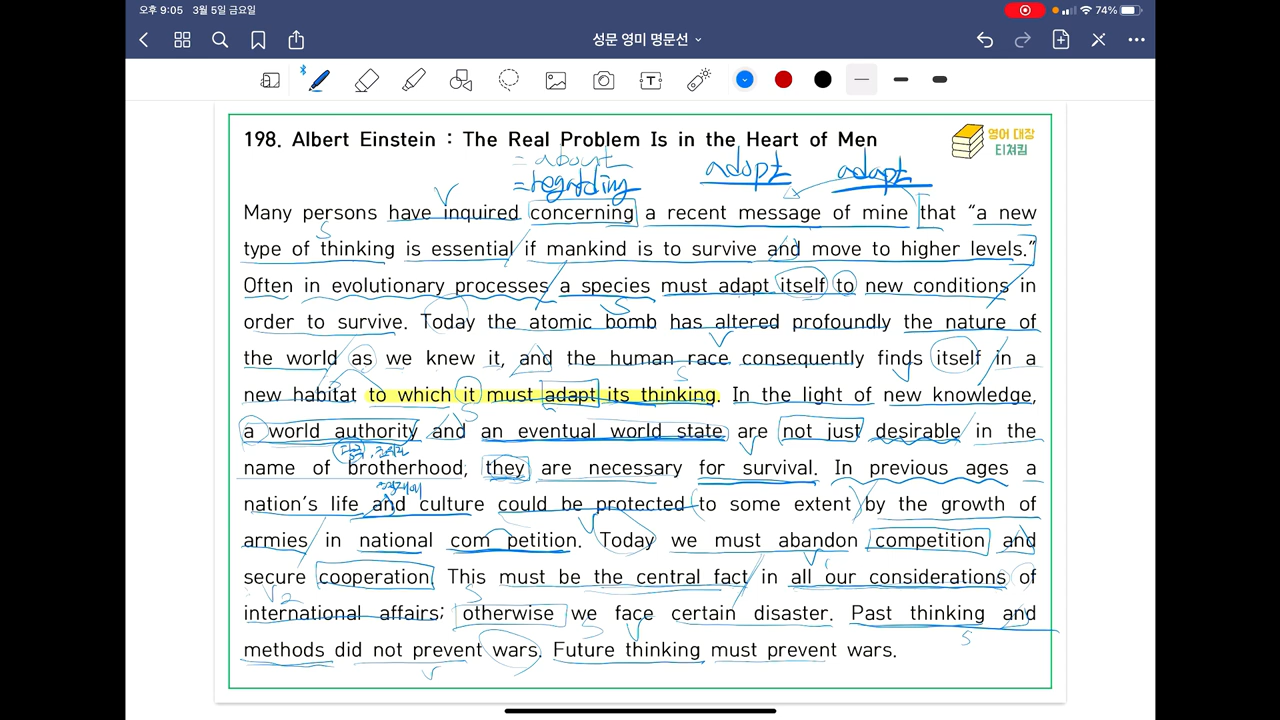 오후 9:05 3월 5일 금요일
74%
성문 영미 명문선
T
198. Albert Einstein : The Real Problem Is in the Heart of Men
영어 대장
티쳐킴
= about
adopt adapt
= regarding
Many persons have inquired concerning a recent message of mine that “a new
type of thinking is essential if mankind is to survive and move to higher levels.”
Often in evolutionary processes a species must adapt itself to new conditions in
order to survive. Today the atomic bomb has altered profoundly the nature of
the world as we knew it, and the human race consequently finds itself in a
new habitat to which it must adapt its thinking. In the light of new knowledge,
a world authority and an eventual world state are not just desirable in the
name of brotherhood, they are necessary for survival. In previous ages a
nation's life and culture could be protected to some extent by the growth of
armies in national com petition. Today we must abandon competition and
secure cooperation. This must be the central fact in all our considerations of
international affairs; otherwise we face certain disaster. Past thinking and
methods did not prevent wars. Future thinking must prevent wars.